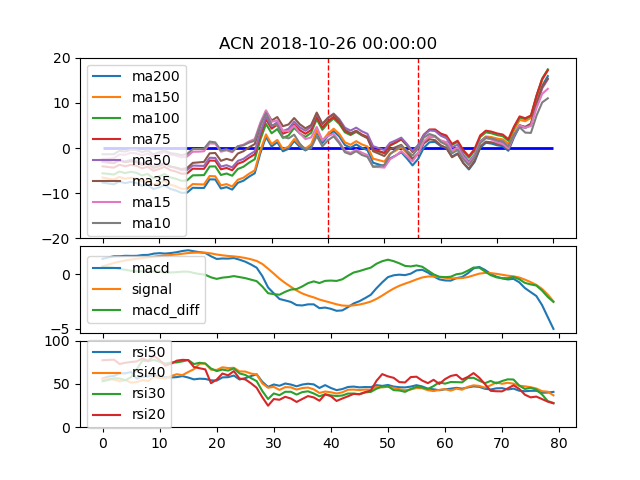 ACN 2018-10-26 00:00:00
20
10
0
−10
−20
ma200
ma150
ma100
ma75
ma50
ma35
ma15
ma10
0
−5
macd
signal
macd_diff
100
50
0
rsi50
rsi40
rsi30
rsi20
0 10 20 30 40 50 60 70 80